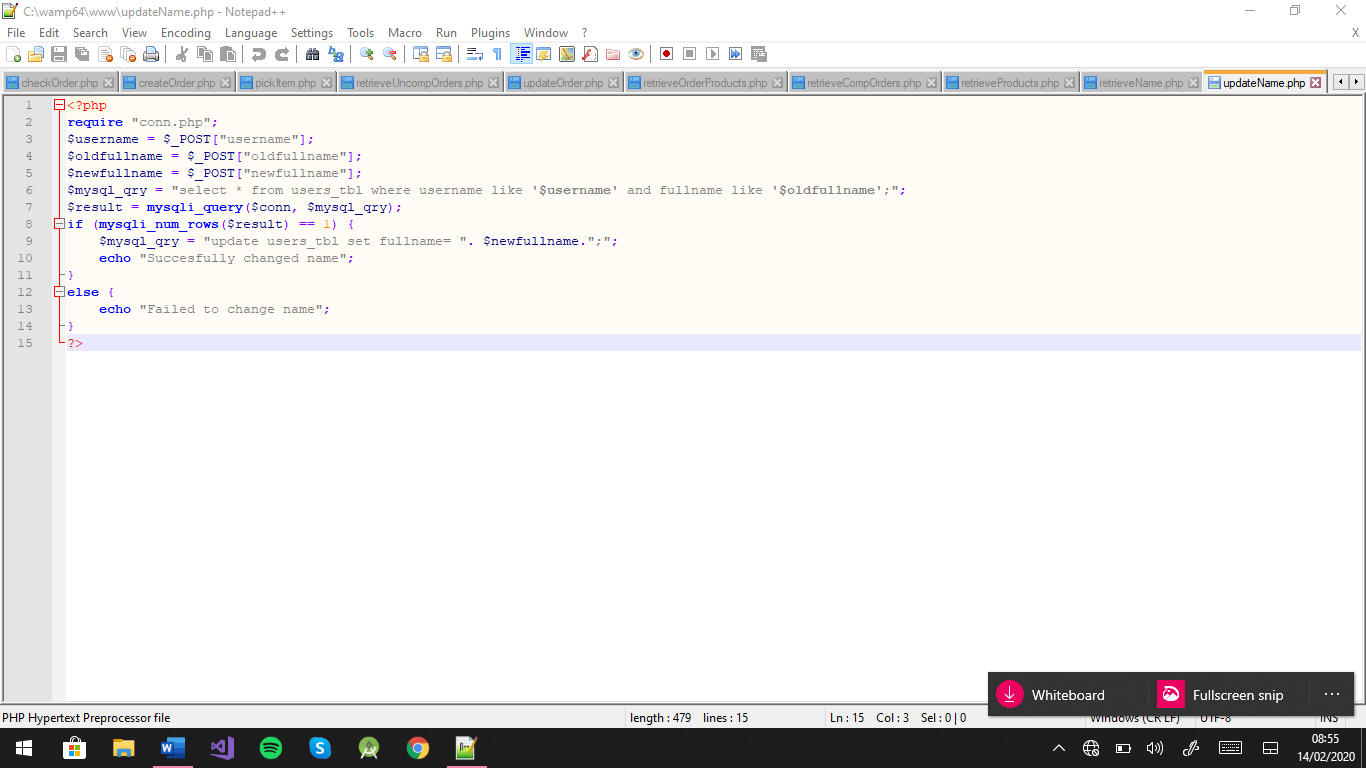 C:\wamp64\www\updateName.php - Notepad++
File Edit Search View Encoding Language Settings Tools Macro Run Plugins Window ? X
checkOrder.php createOrder.php pickItem.php retrieveUncompOrders.php updateOrder.php retrieveOrderProducts.php retrieveCompOrders.php retrieveProducts.php retrieveName.php updateName.php
1 <?php
2 require "conn.php";
3 $username = $_POST["username"];
4 $oldfullname = $_POST["oldfullname"];
5 $newfullname = $_POST["newfullname"];
6 $mysql_qry = "select * from users_tbl where username like '$username' and fullname like '$oldfullname';";
7 $result = mysqli_query($conn, $mysql_qry);
8 if (mysqli_num_rows($result) == 1) {
9 $mysql_qry = "update users_tbl set fullname= ". $newfullname.";";
10 echo "Succesfully changed name";
11 }
12 else {
13 echo "Failed to change name";
14 }
15 ?>
Whiteboard Fullscreen snip ...
PHP Hypertext Preprocessor file length : 479 lines : 15 Ln : 15 Col : 3 Sel : 0 | 0 Windows (CR LF) UTF-8 INS
08:55
14/02/2020